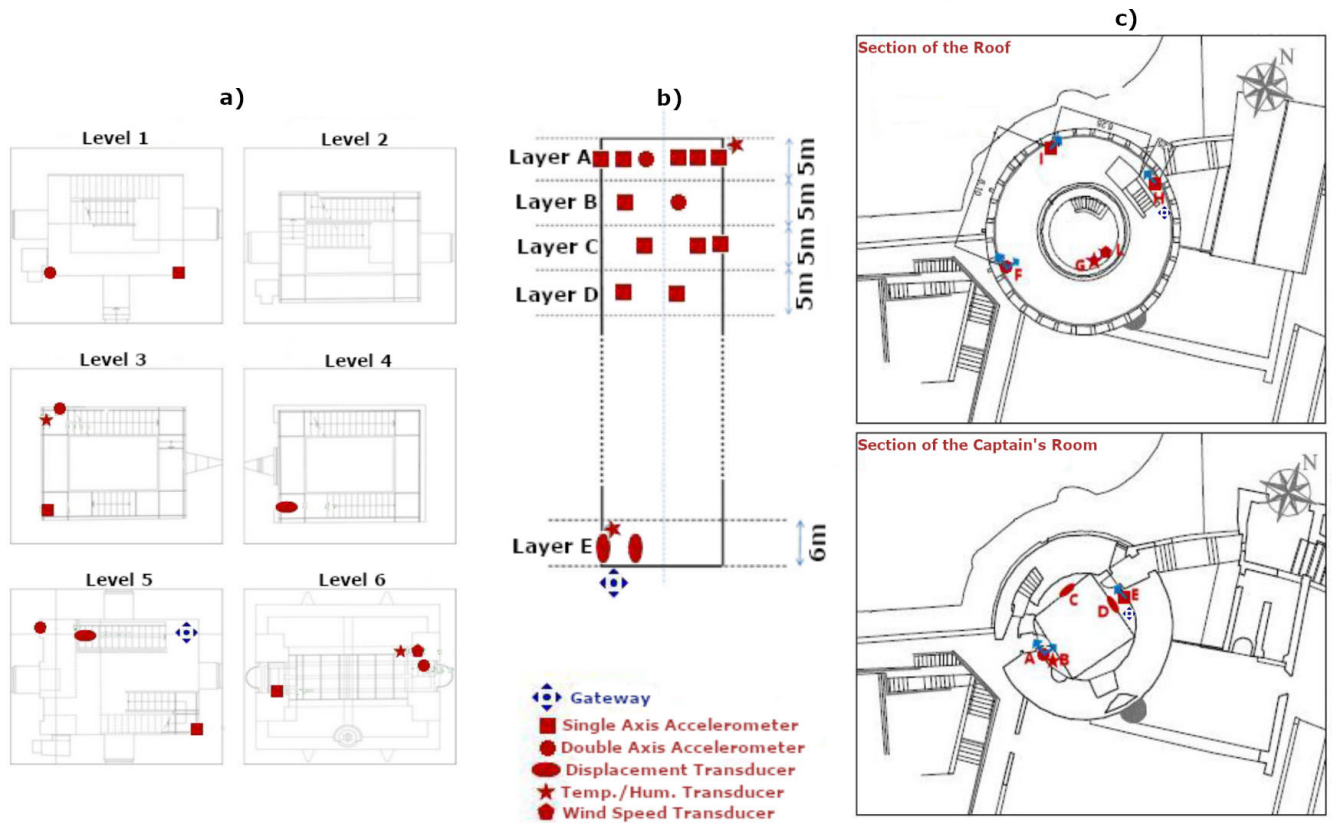 a)
Level 1
Level 2
Level 3
Level 4
Level 5
Level 6
b)
Layer A
5m
Layer B
5m
Layer C
5m
Layer D
5m
Layer E
6m
Gateway
Single Axis Accelerometer
Double Axis Accelerometer
Displacement Transducer
Temp./Hum. Transducer
Wind Speed Transducer
c)
Section of the Roof
N
I
H
F
G
L
Section of the Captain's Room
N
C
D
E
A
B